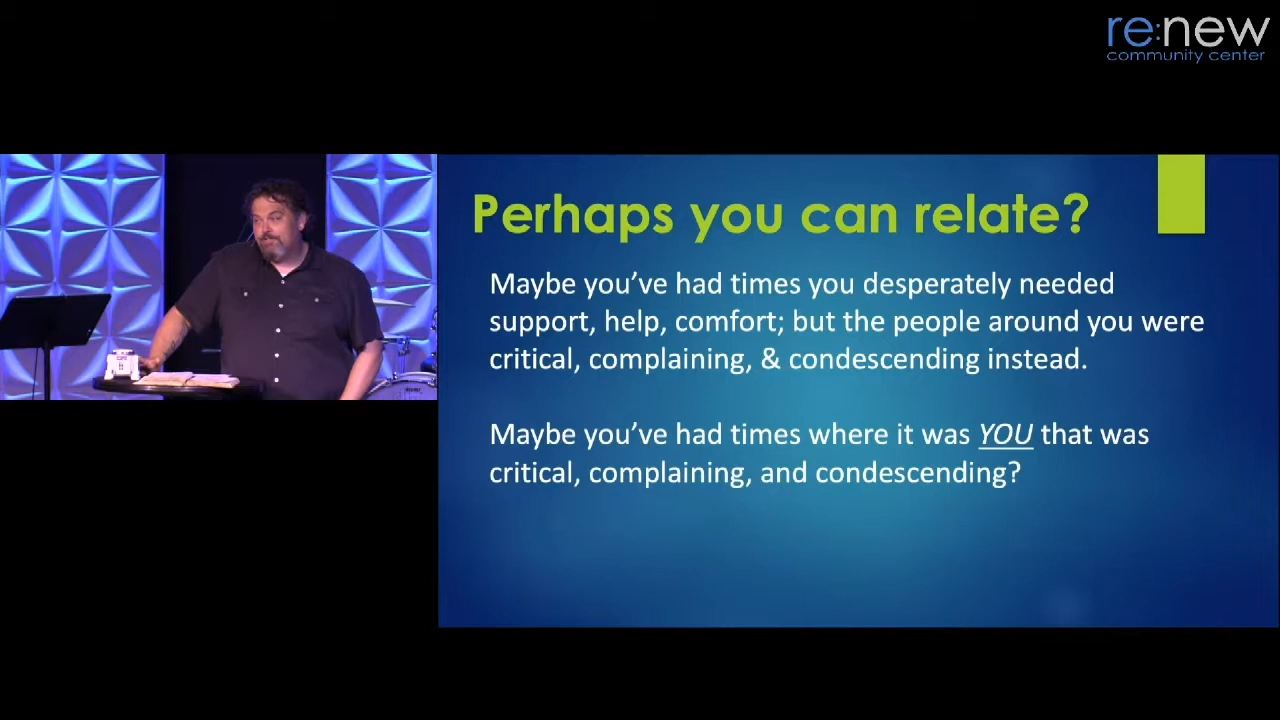 re:new
community center
Perhaps you can relate?
Maybe you’ve had times you desperately needed
support, help, comfort; but the people around you were
critical, complaining, & condescending instead.
Maybe you’ve had times where it was YOU that was
critical, complaining, and condescending?